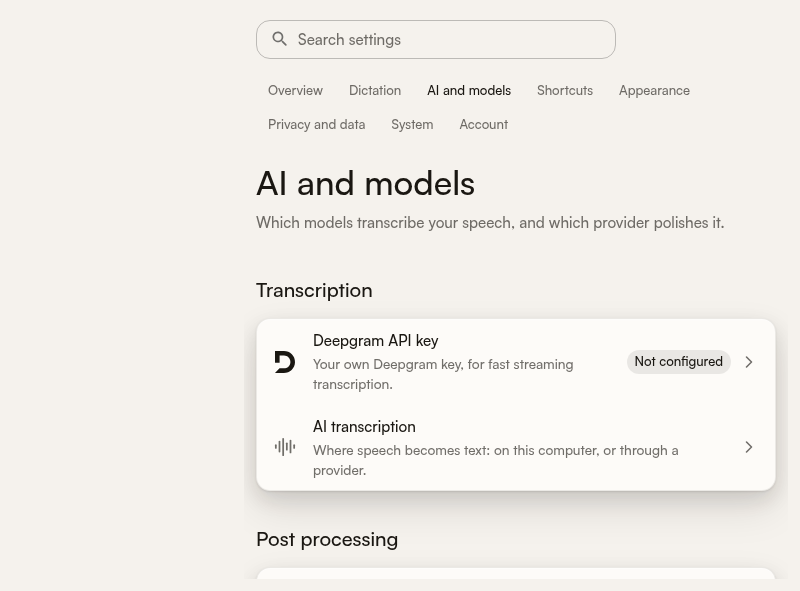 Search settings
Overview Dictation AI and models Shortcuts Appearance
Privacy and data System Account
AI and models
Which models transcribe your speech, and which provider polishes it.
Transcription
Deepgram API key
Your own Deepgram key, for fast streaming
transcription.
Not configured
AI transcription
Where speech becomes text: on this computer, or through a
provider.
Post processing